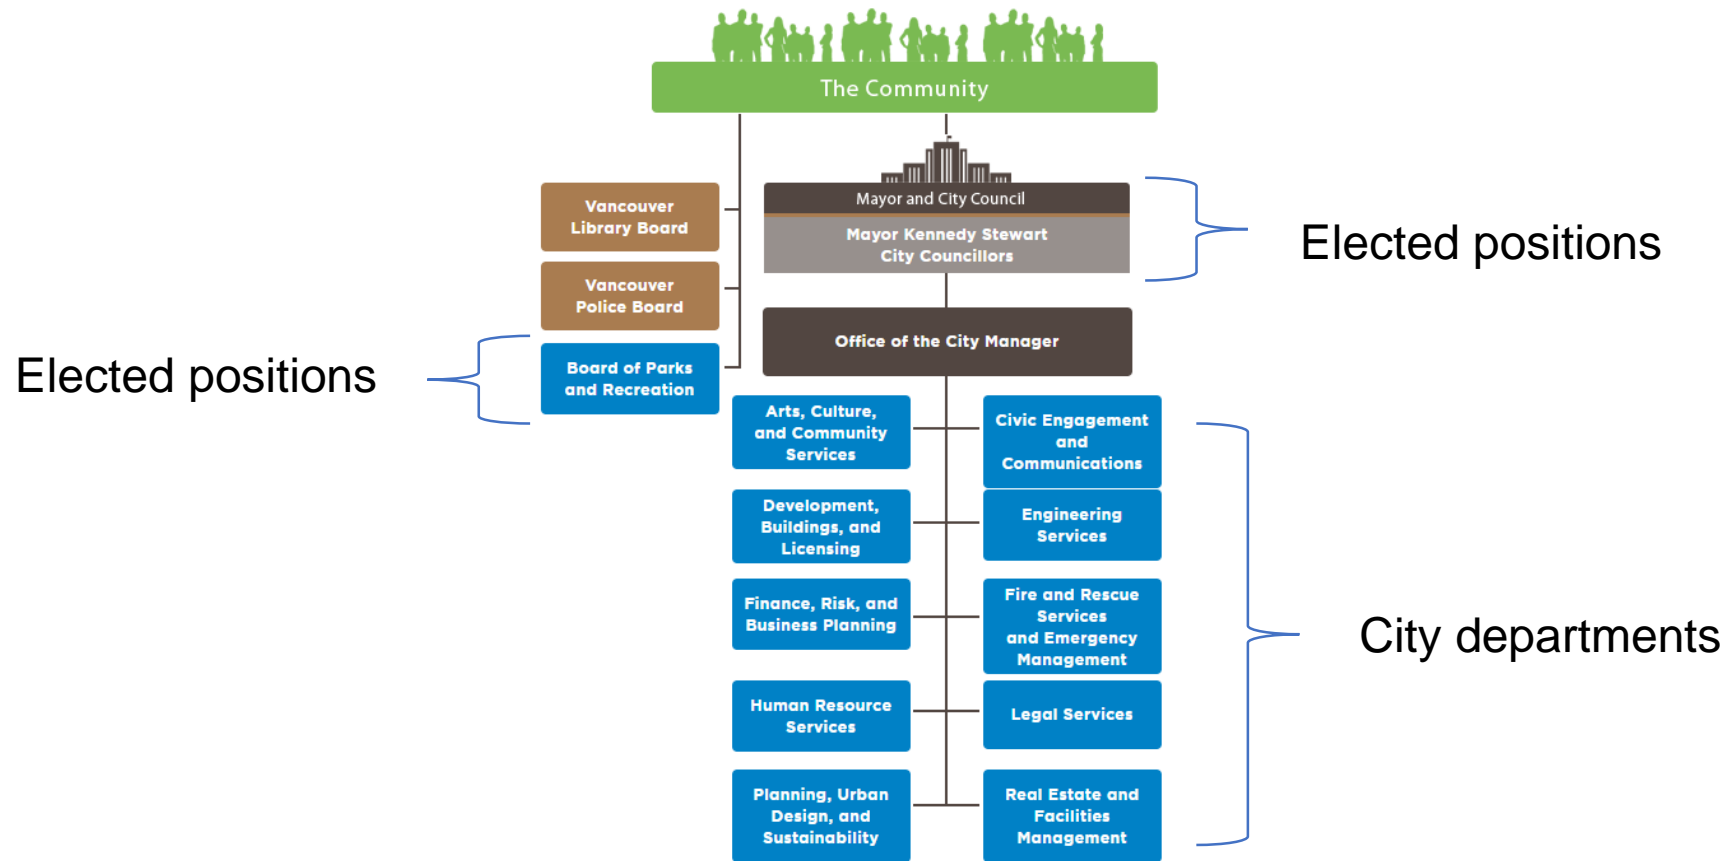 The Community
Vancouver
Library Board
Vancouver
Police Board
Board of Parks
and Recreation
Elected positions
Mayor and City Council
Mayor Kennedy Stewart
City Councillors
Elected positions
Office of the City Manager
Arts, Culture,
and Community
Services
Civic Engagement
and
Communications
Development,
Buildings, and
Licensing
Engineering
Services
Finance, Risk, and
Business Planning
Fire and Rescue
Services
and Emergency
Management
Human Resource
Services
Legal Services
Planning, Urban
Design, and
Sustainability
Real Estate and
Facilities
Management
City departments